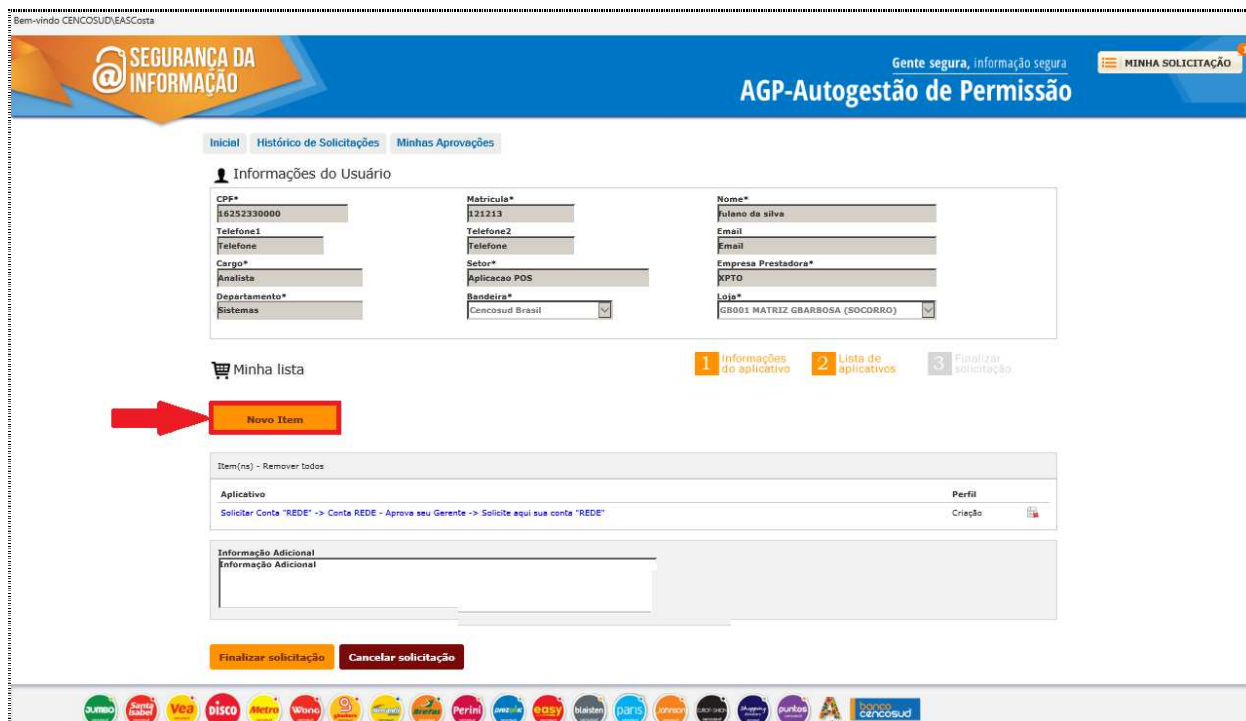 Bem-vindo CENCOSUD\EASCosta
SEGURANÇA DA
INFORMAÇÃO
Gente segura, informação segura
AGP-Autogestão de Permissão
MINHA SOLICITAÇÃO
Inicial Histórico de Solicitações Minhas Aprovações
Informações do Usuário
CPF* Matricula* Nome*
16252330000 121213 fulano da silva
Telefone1 Telefone2 Email
Telefone Telefone Email
Cargo* Setor* Empresa Prestadora*
Analista Aplicacao POS XPTO
Departamento* Bandeira* Loja*
Sistemas Cencosud Brasil GB001 MATRIZ GBARBOSA (SOCORRO)
Minha lista
1 Informações do aplicativo 2 Lista de aplicativos 3 Finalizar solicitação
Novo Item
Item(ns) - Remover todos
Aplicativo Perfil
Solicitar Conta "REDE" -> Conta REDE - Aprova seu Gerente -> Solicite aqui sua conta "REDE" Criação
Informação Adicional
Informação Adicional
Finalizar solicitação Cancelar solicitação
JUMBO Santa Isabel Vea DISCO Metro Wong Perini easy blaisten paris Johnson puntos banco cencosud